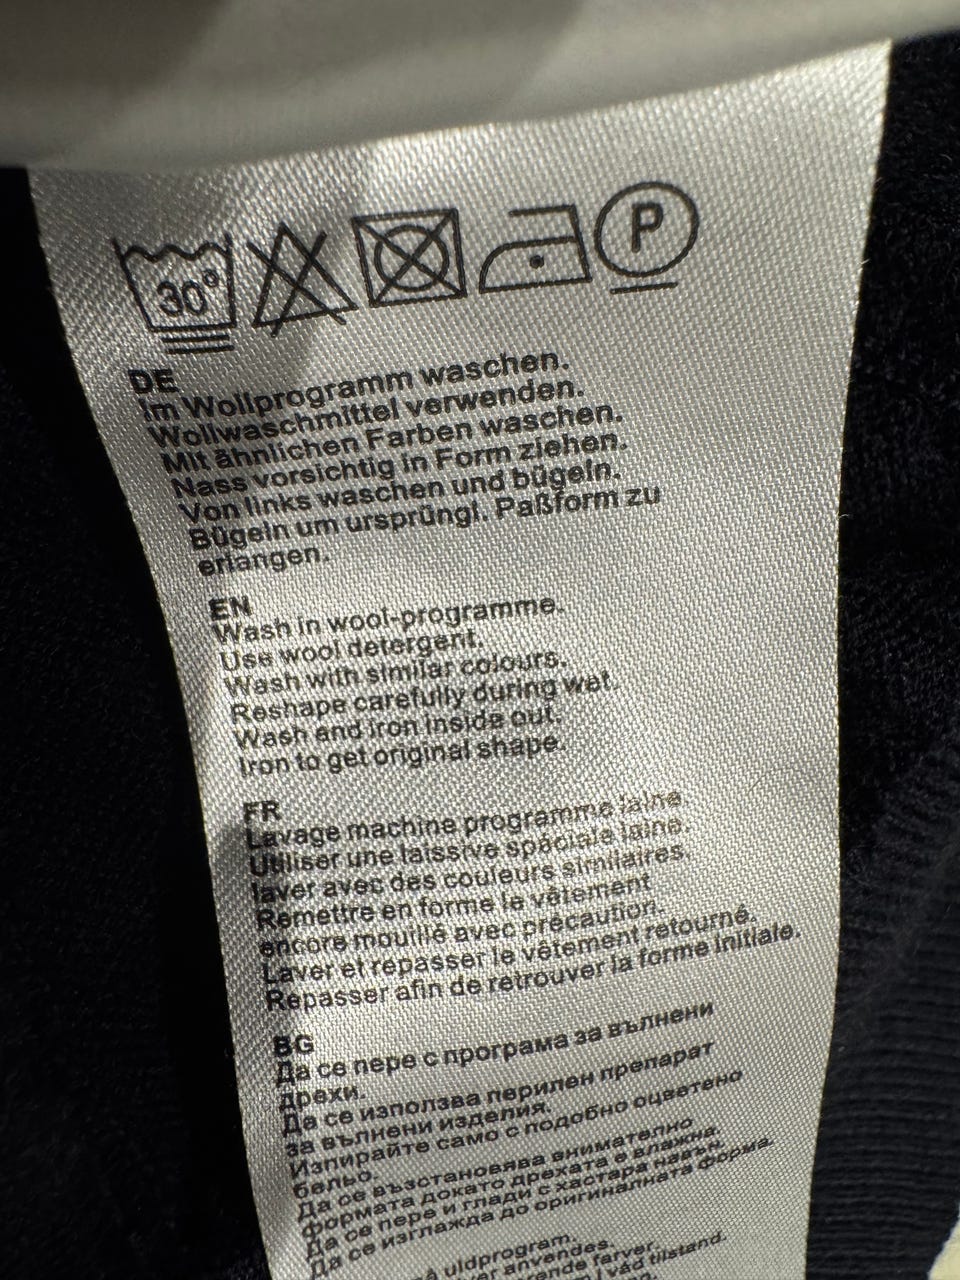 30°
P
DE
Im Wollprogramm waschen.
Wollwaschmittel verwenden.
Mit ähnlichen Farben waschen.
Nass vorsichtig in Form ziehen.
Von links waschen und bügeln.
Bügeln um ursprüngl. Paßform zu
erlangen.
EN
Wash in wool-programme.
Use wool detergent.
Wash with similar colours.
Reshape carefully during wet.
Wash and iron inside out.
Iron to get original shape.
FR
Lavage machine programme laine.
Utiliser une laissive spéciale laine.
laver avec des couleurs similaires.
Remettre en forme le vêtement
encore mouillé avec précaution.
Laver et repasser le vêtement retourné.
Repasser afin de retrouver la forme initiale.
BG
Да се пере с програма за вълнени
дрехи.
Да се използва перилен препарат
за вълнени изделия.
Изпирайте само с подобно оцветено
бельо.
Да се възстановява внимателно
формата докато дрехата е влажна.
Да се пере и глади с хастара навън.
Да се изглажда до оригиналната форма.
uldprogram.
anvendes.
farver.
våd tilstand.